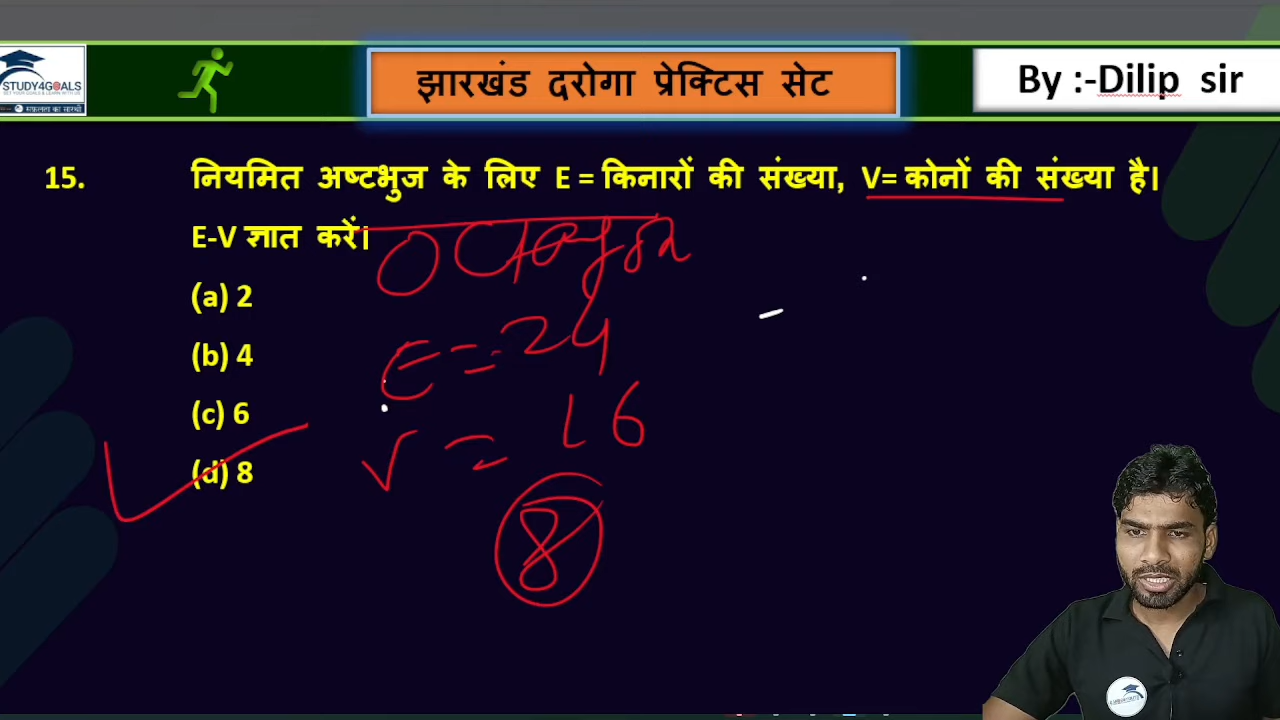 STUDY4GOALS
झारखंड दरोगा प्रेक्टिस सेट
By :-Dilip sir
15. नियमित अष्टभुज के लिए E = किनारों की संख्या, V= कोनों की संख्या है।
E-V ज्ञात करें।
(a) 2
(b) 4
(c) 6
(d) 8
E = 24
V = 16
8